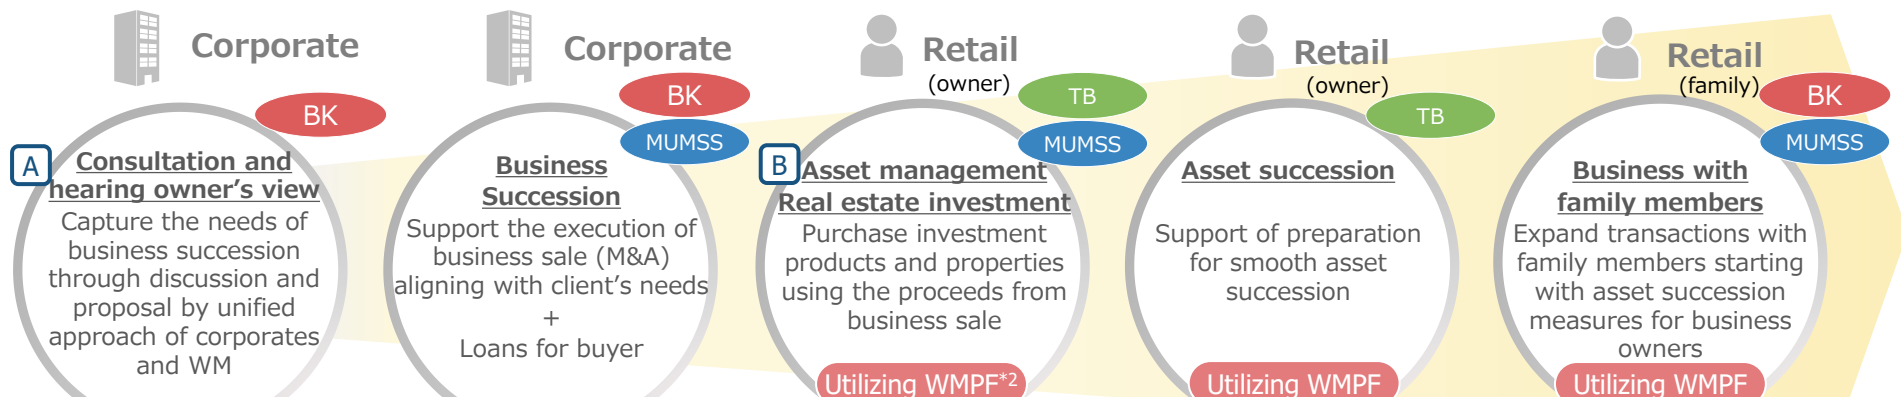 Corporate
BK
A
Consultation and
hearing owner's view
Capture the needs of
business succession
through discussion and
proposal by unified
approach of corporates
and WM
Corporate
BK
MUMSS
Business
Succession
Support the execution of
business sale (M&A)
aligning with client's needs
+
Loans for buyer
Retail
(owner)
TB
MUMSS
B
Asset management
Real estate investment
Purchase investment
products and properties
using the proceeds from
business sale
Utilizing WMPF*2
Retail
(owner)
TB
Asset succession
Support of preparation
for smooth asset
succession
Utilizing WMPF
Retail
(family)
BK
MUMSS
Business with
family members
Expand transactions with
family members starting
with asset succession
measures for business
owners
Utilizing WMPF